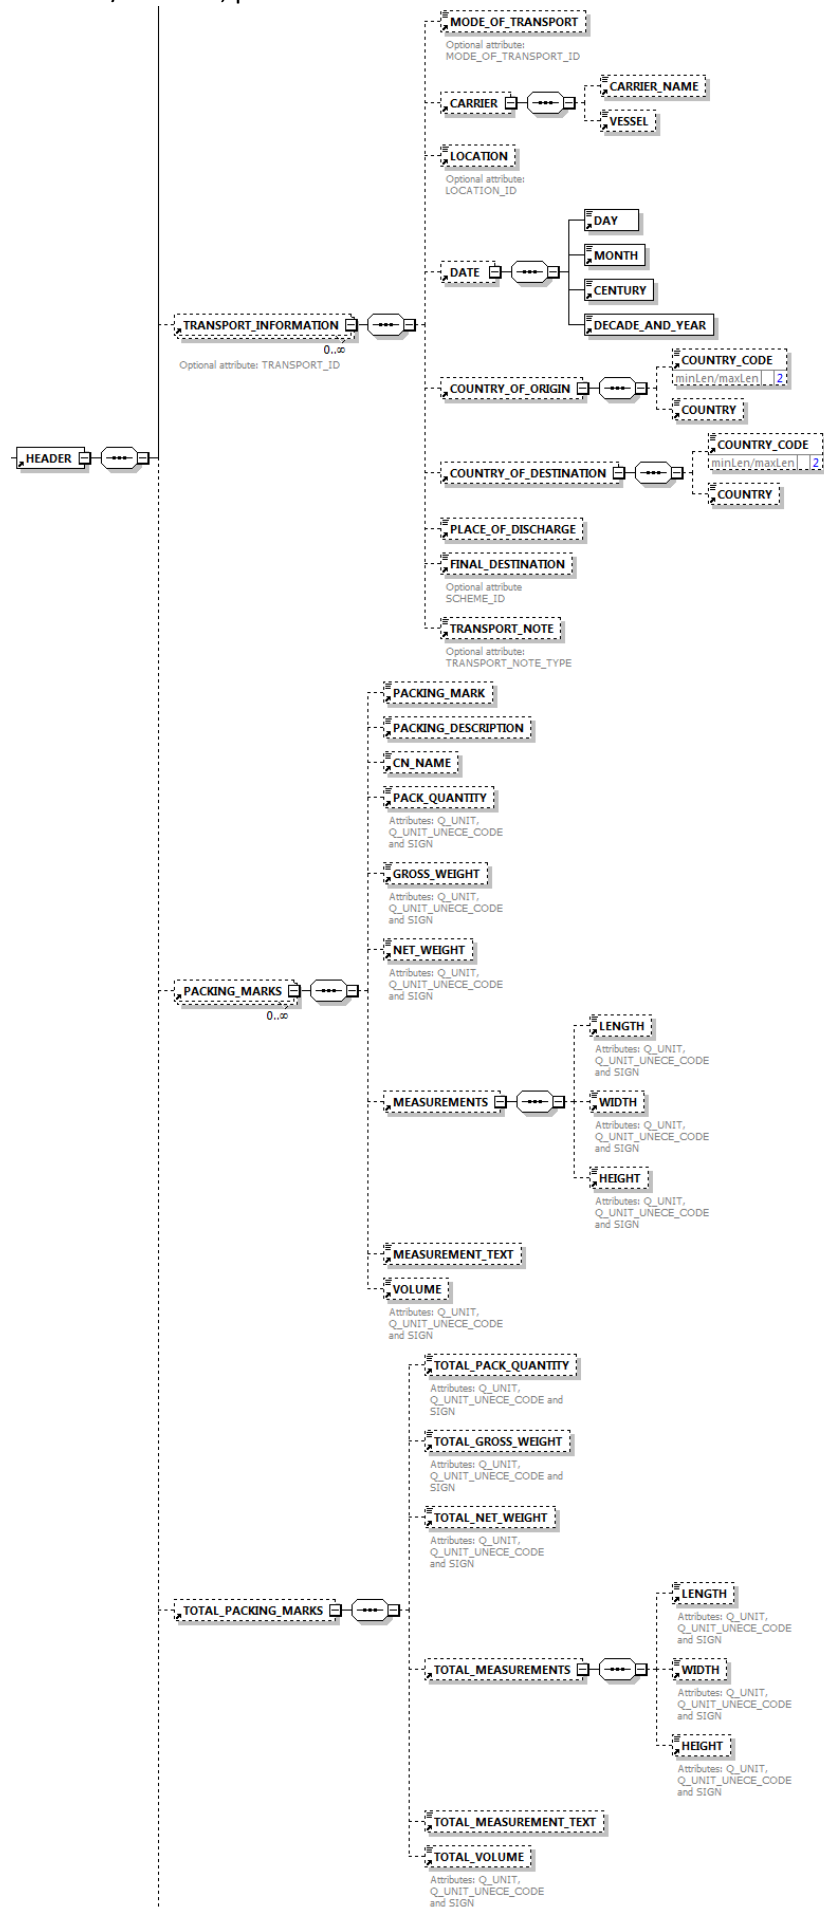 MODE_OF_TRANSPORT
Optional attribute:
MODE_OF_TRANSPORT_ID
CARRIER_NAME
CARRIER
VESSEL
LOCATION
Optional attribute:
LOCATION_ID
DAY
MONTH
DATE
CENTURY
DECADE_AND_YEAR
TRANSPORT_INFORMATION
0..∞
Optional attribute: TRANSPORT_ID
COUNTRY_CODE
minLen/maxLen 2
COUNTRY_OF_ORIGIN
COUNTRY
COUNTRY_CODE
HEADER
minLen/maxLen 2
COUNTRY_OF_DESTINATION
COUNTRY
PLACE_OF_DISCHARGE
FINAL_DESTINATION
Optional attribute
SCHEME_ID
TRANSPORT_NOTE
Optional attribute:
TRANSPORT_NOTE_TYPE
PACKING_MARK
PACKING_DESCRIPTION
CN_NAME
PACK_QUANTITY
Attributes: Q_UNIT,
Q_UNIT_UNECE_CODE
and SIGN
GROSS_WEIGHT
Attributes: Q_UNIT,
Q_UNIT_UNECE_CODE
and SIGN
NET_WEIGHT
Attributes: Q_UNIT,
Q_UNIT_UNECE_CODE
and SIGN
PACKING_MARKS
0..∞
LENGTH
Attributes: Q_UNIT,
Q_UNIT_UNECE_CODE
and SIGN
MEASUREMENTS
WIDTH
Attributes: Q_UNIT,
Q_UNIT_UNECE_CODE
and SIGN
HEIGHT
Attributes: Q_UNIT,
Q_UNIT_UNECE_CODE
and SIGN
MEASUREMENT_TEXT
VOLUME
Attributes: Q_UNIT,
Q_UNIT_UNECE_CODE
and SIGN
TOTAL_PACK_QUANTITY
Attributes: Q_UNIT,
Q_UNIT_UNECE_CODE and
SIGN
TOTAL_GROSS_WEIGHT
Attributes: Q_UNIT,
Q_UNIT_UNECE_CODE and
SIGN
TOTAL_NET_WEIGHT
Attributes: Q_UNIT,
Q_UNIT_UNECE_CODE
and SIGN
TOTAL_PACKING_MARKS
LENGTH
Attributes: Q_UNIT,
Q_UNIT_UNECE_CODE
and SIGN
TOTAL_MEASUREMENTS
WIDTH
Attributes: Q_UNIT,
Q_UNIT_UNECE_CODE
and SIGN
HEIGHT
Attributes: Q_UNIT,
Q_UNIT_UNECE_CODE
and SIGN
TOTAL_MEASUREMENT_TEXT
TOTAL_VOLUME
Attributes: Q_UNIT,
Q_UNIT_UNECE_CODE
and SIGN